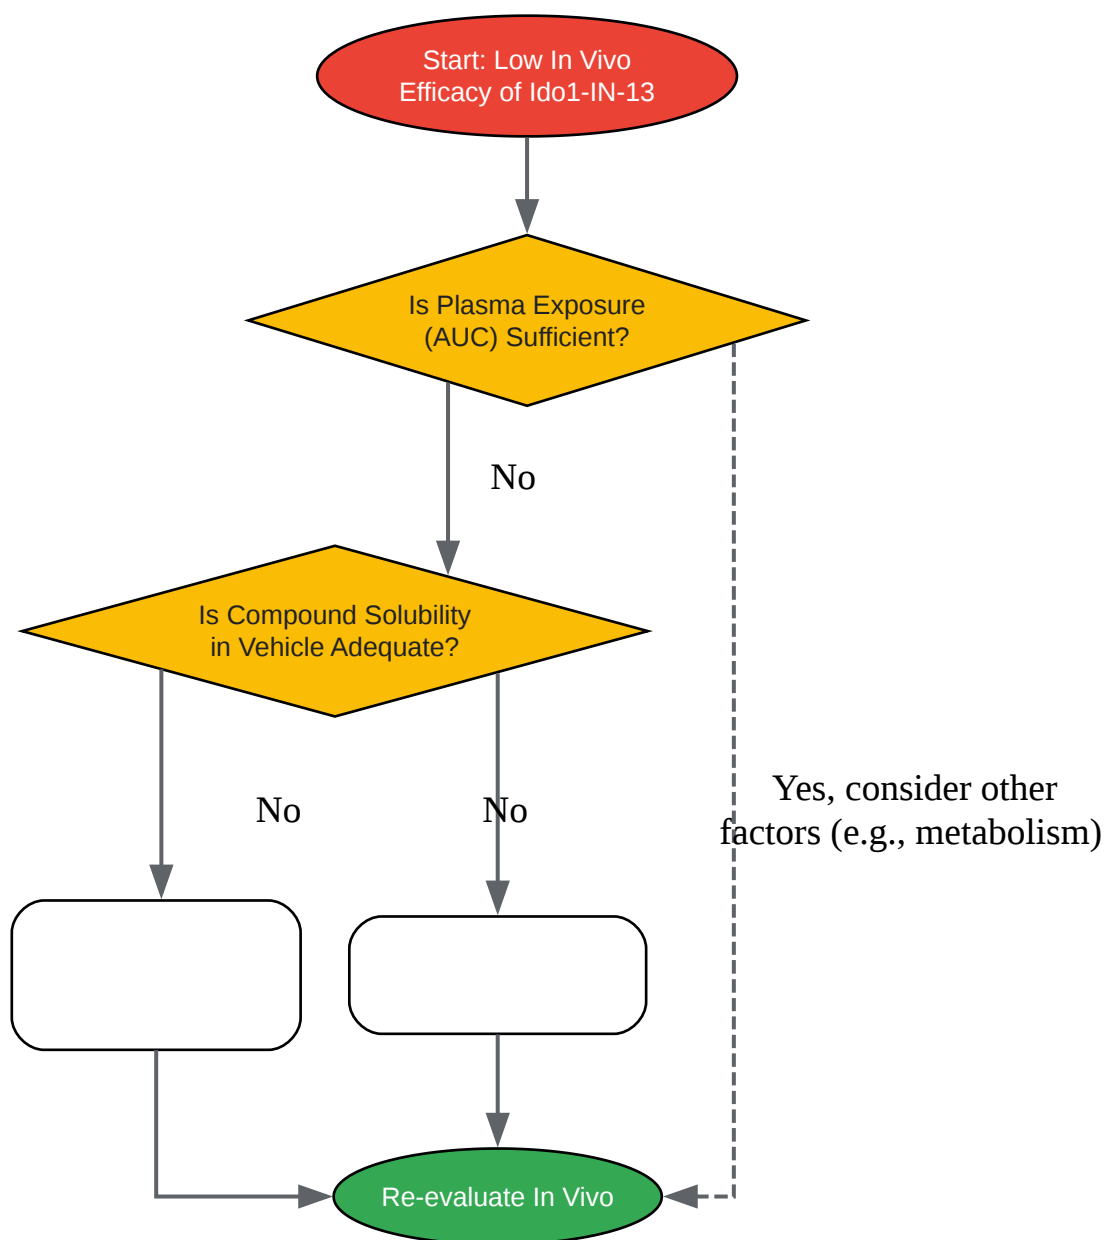 Start: Low In Vivo
Efficacy of Ido1-IN-13
Is Plasma Exposure
(AUC) Sufficient?
No
Is Compound Solubility
in Vehicle Adequate?
No
No
Yes, consider other
factors (e.g., metabolism)
Re-evaluate In Vivo